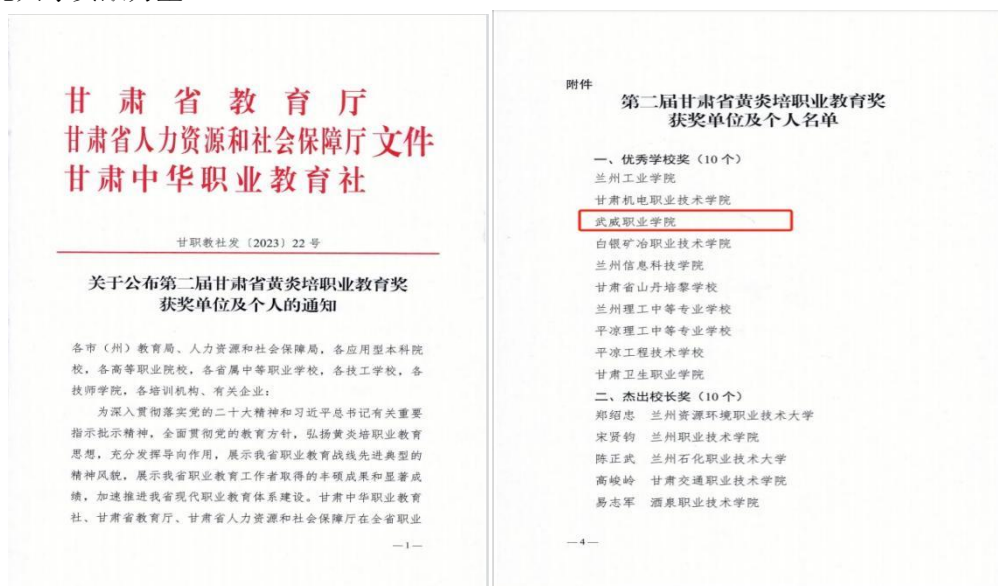 甘肃省教育厅
甘肃省人力资源和社会保障厅文件
甘肃中华职业教育社
甘职教社发〔2023〕22号
关于公布第二届甘肃省黄炎培职业教育奖
获奖单位及个人的通知
各市（州）教育局、人力资源和社会保障局，各应用型本科院
校，各高等职业院校，各省属中等职业学校，各技工学校，各
技师学院，各培训机构、有关企业：
为深入贯彻落实党的二十大精神和习近平总书记有关重要
指示批示精神，全面贯彻党的教育方针，弘扬黄炎培职业教育
思想，充分发挥导向作用，展示我省职业教育战线先进典型的
精神风貌，展示我省职业教育工作者取得的丰硕成果和显著成
绩，加速推进我省现代职业教育体系建设。甘肃中华职业教育
社、甘肃省教育厅、甘肃省人力资源和社会保障厅在全省职业
—1—
附件
第二届甘肃省黄炎培职业教育奖
获奖单位及个人名单
一、优秀学校奖（10个）
兰州工业学院
甘肃机电职业技术学院
武威职业学院
白银矿冶职业技术学院
兰州信息科技学院
甘肃省山丹培黎学校
兰州理工中等专业学校
平凉理工中等专业学校
平凉工程技术学校
甘肃卫生职业学院
二、杰出校长奖（10个）
郑绍忠 兰州资源环境职业技术大学
宋贤钧 兰州职业技术学院
陈正武 兰州石化职业技术大学
高峻岭 甘肃交通职业技术学院
易志军 酒泉职业技术学院
—4—